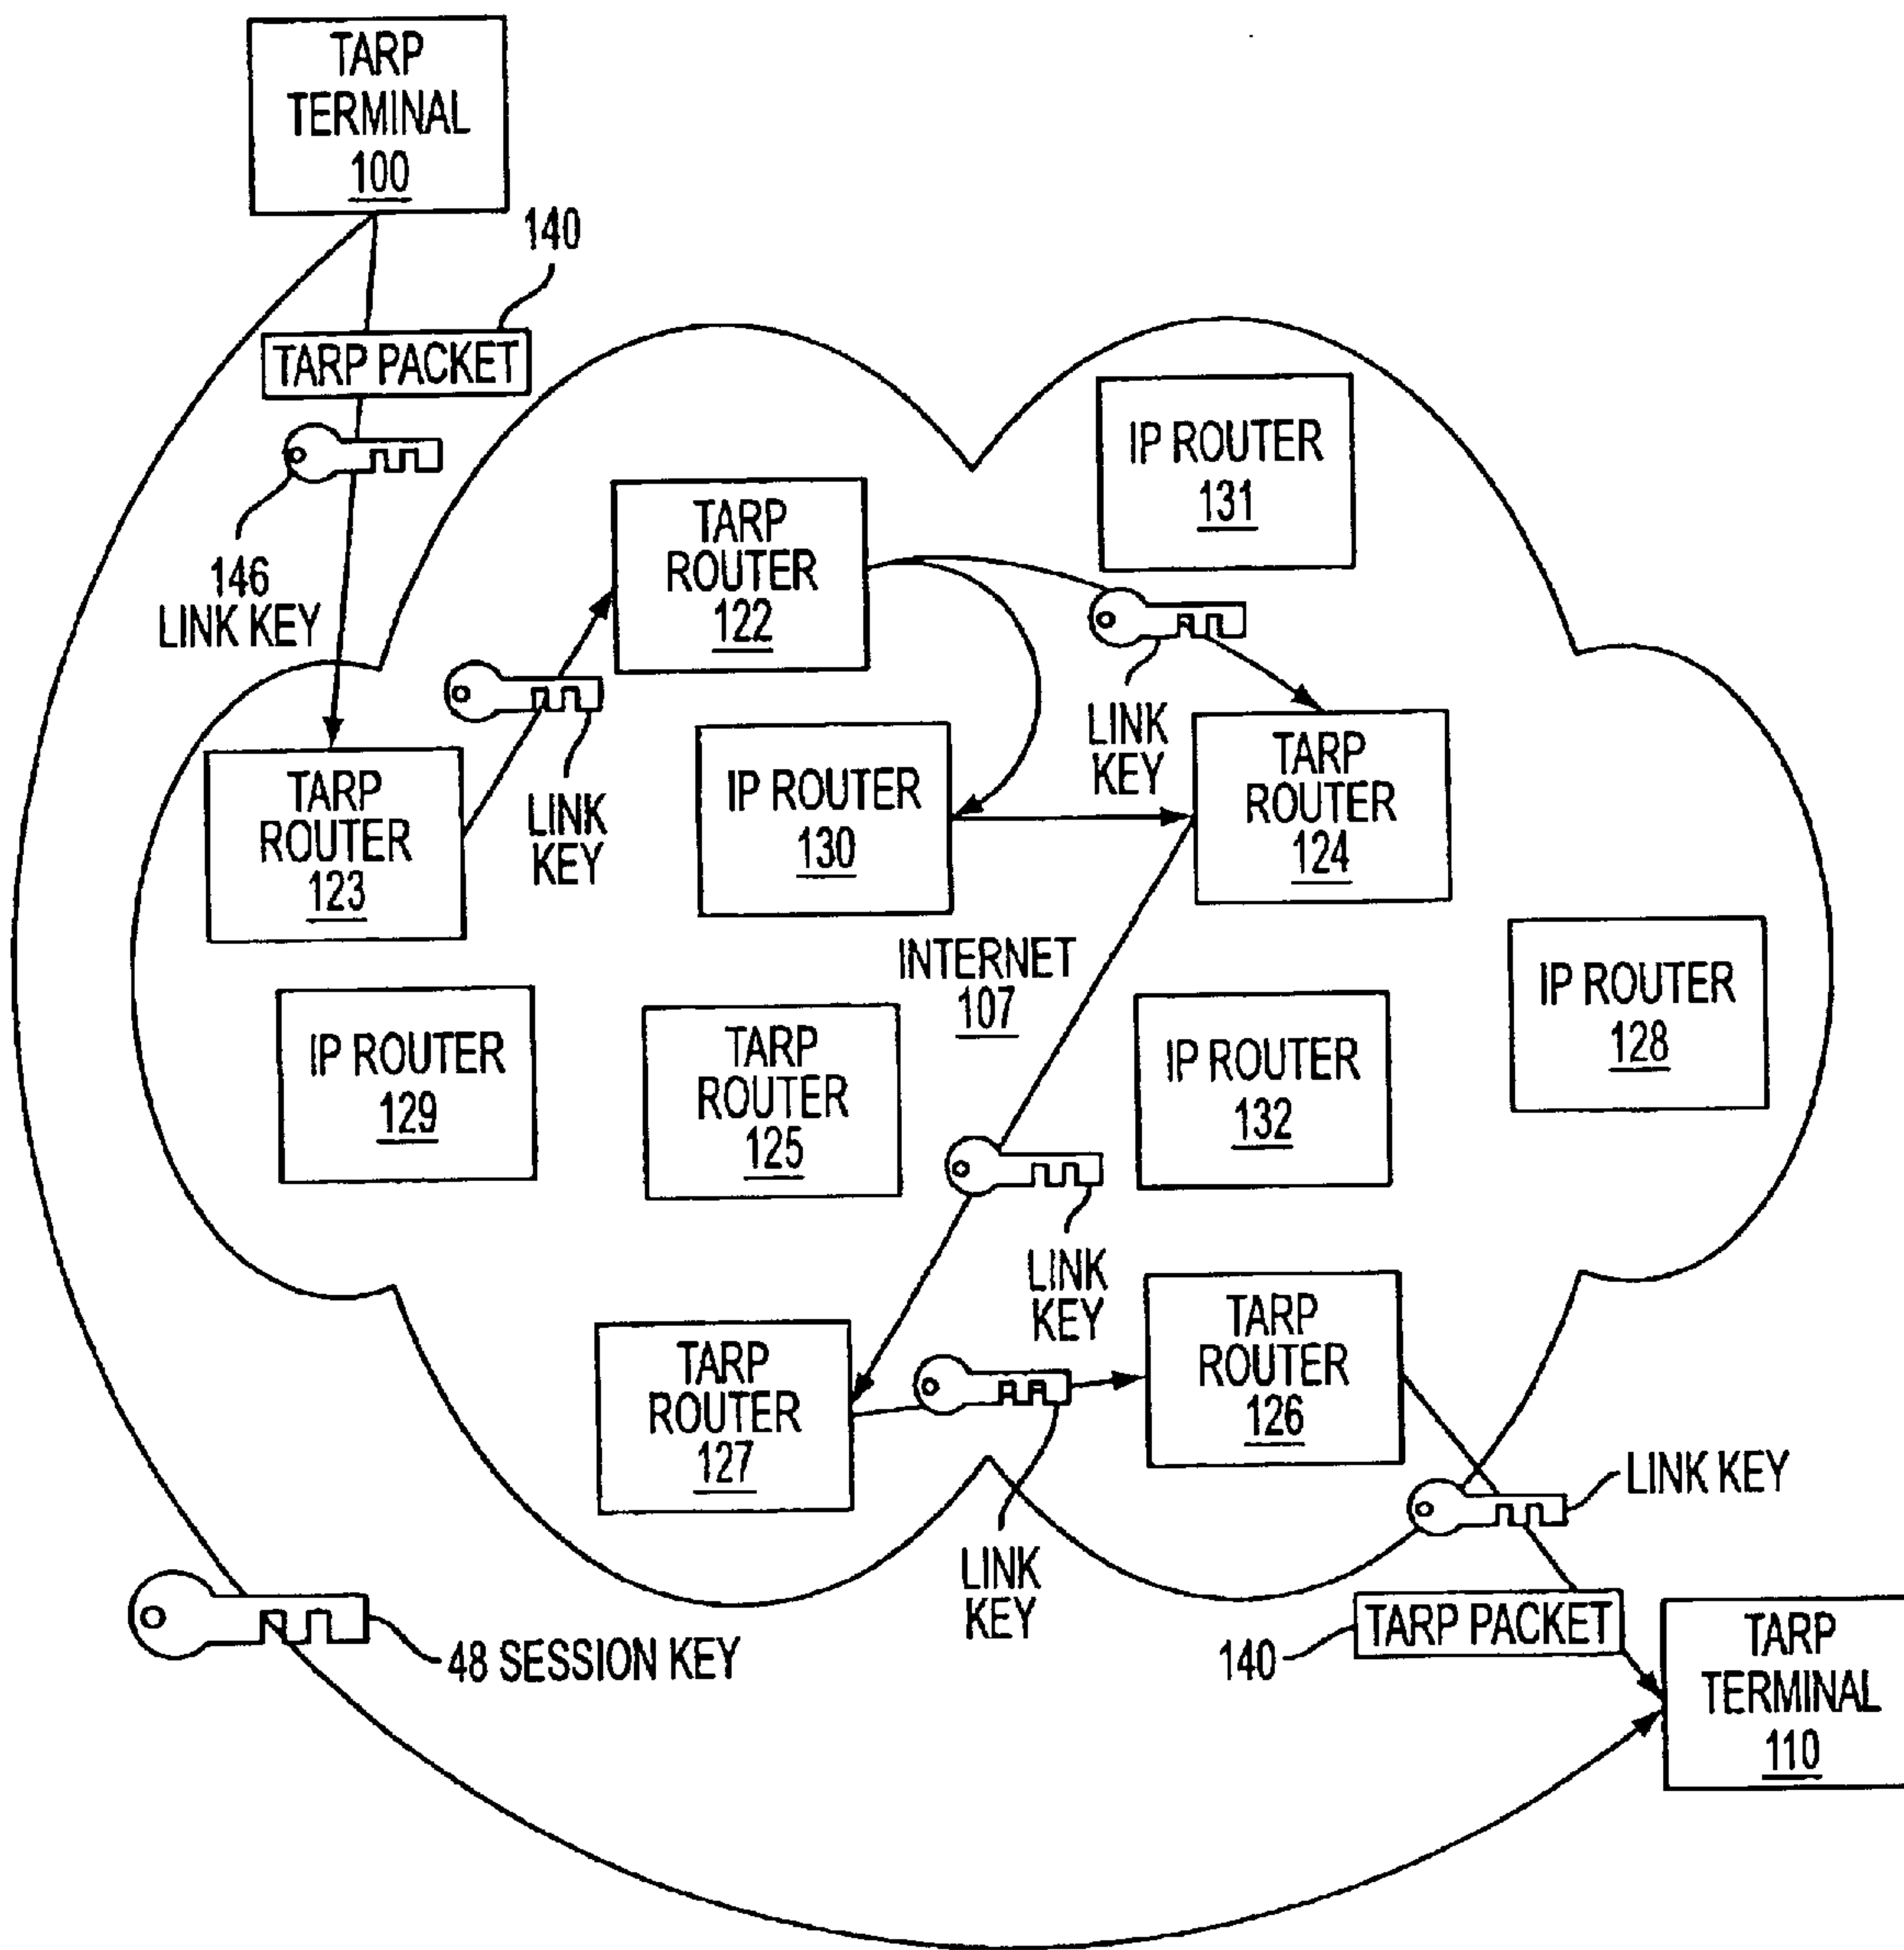 TARP
TERMINAL
100
140
TARP PACKET
146
LINK KEY
IP ROUTER
131
TARP
ROUTER
122
LINK
KEY
LINK
KEY
TARP
ROUTER
123
IP ROUTER
130
TARP
ROUTER
124
INTERNET
107
IP ROUTER
128
IP ROUTER
129
TARP
ROUTER
125
IP ROUTER
132
LINK
KEY
TARP
ROUTER
127
TARP
ROUTER
126
LINK KEY
LINK
KEY
48 SESSION KEY
140
TARP PACKET
TARP
TERMINAL
110